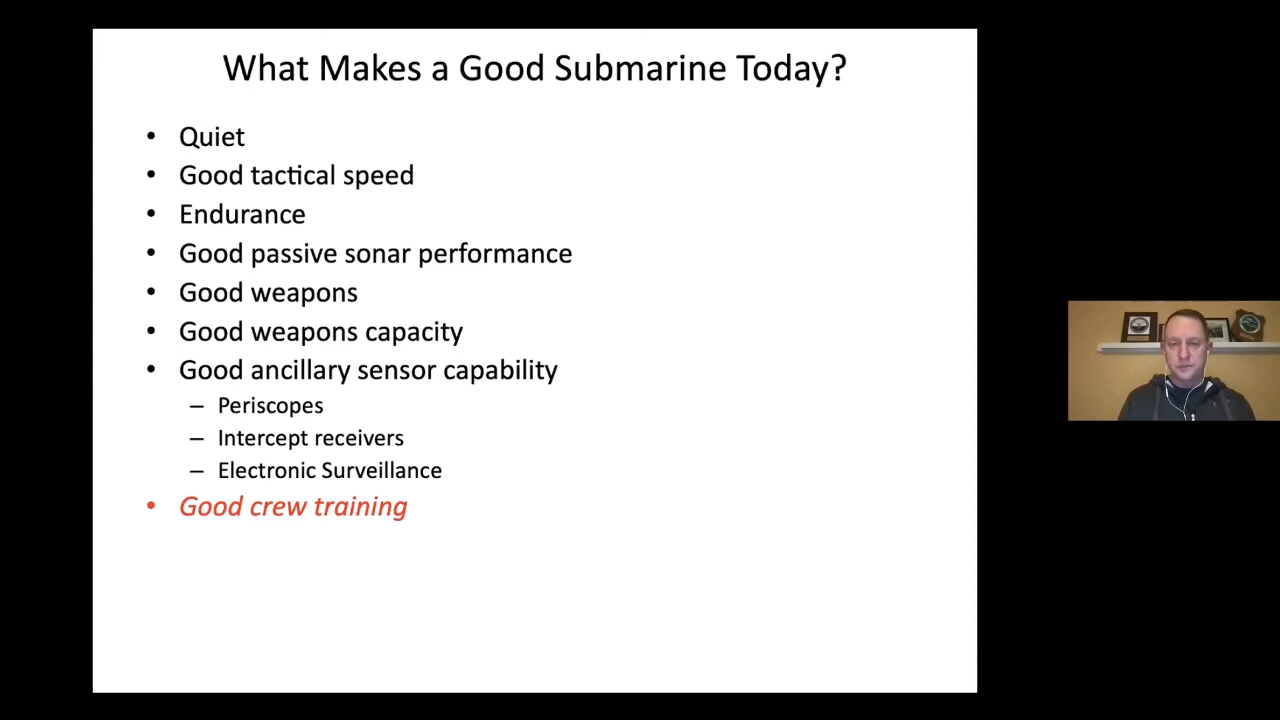 What Makes a Good Submarine Today?
• Quiet
• Good tactical speed
• Endurance
• Good passive sonar performance
• Good weapons
• Good weapons capacity
• Good ancillary sensor capability
– Periscopes
– Intercept receivers
– Electronic Surveillance
• Good crew training